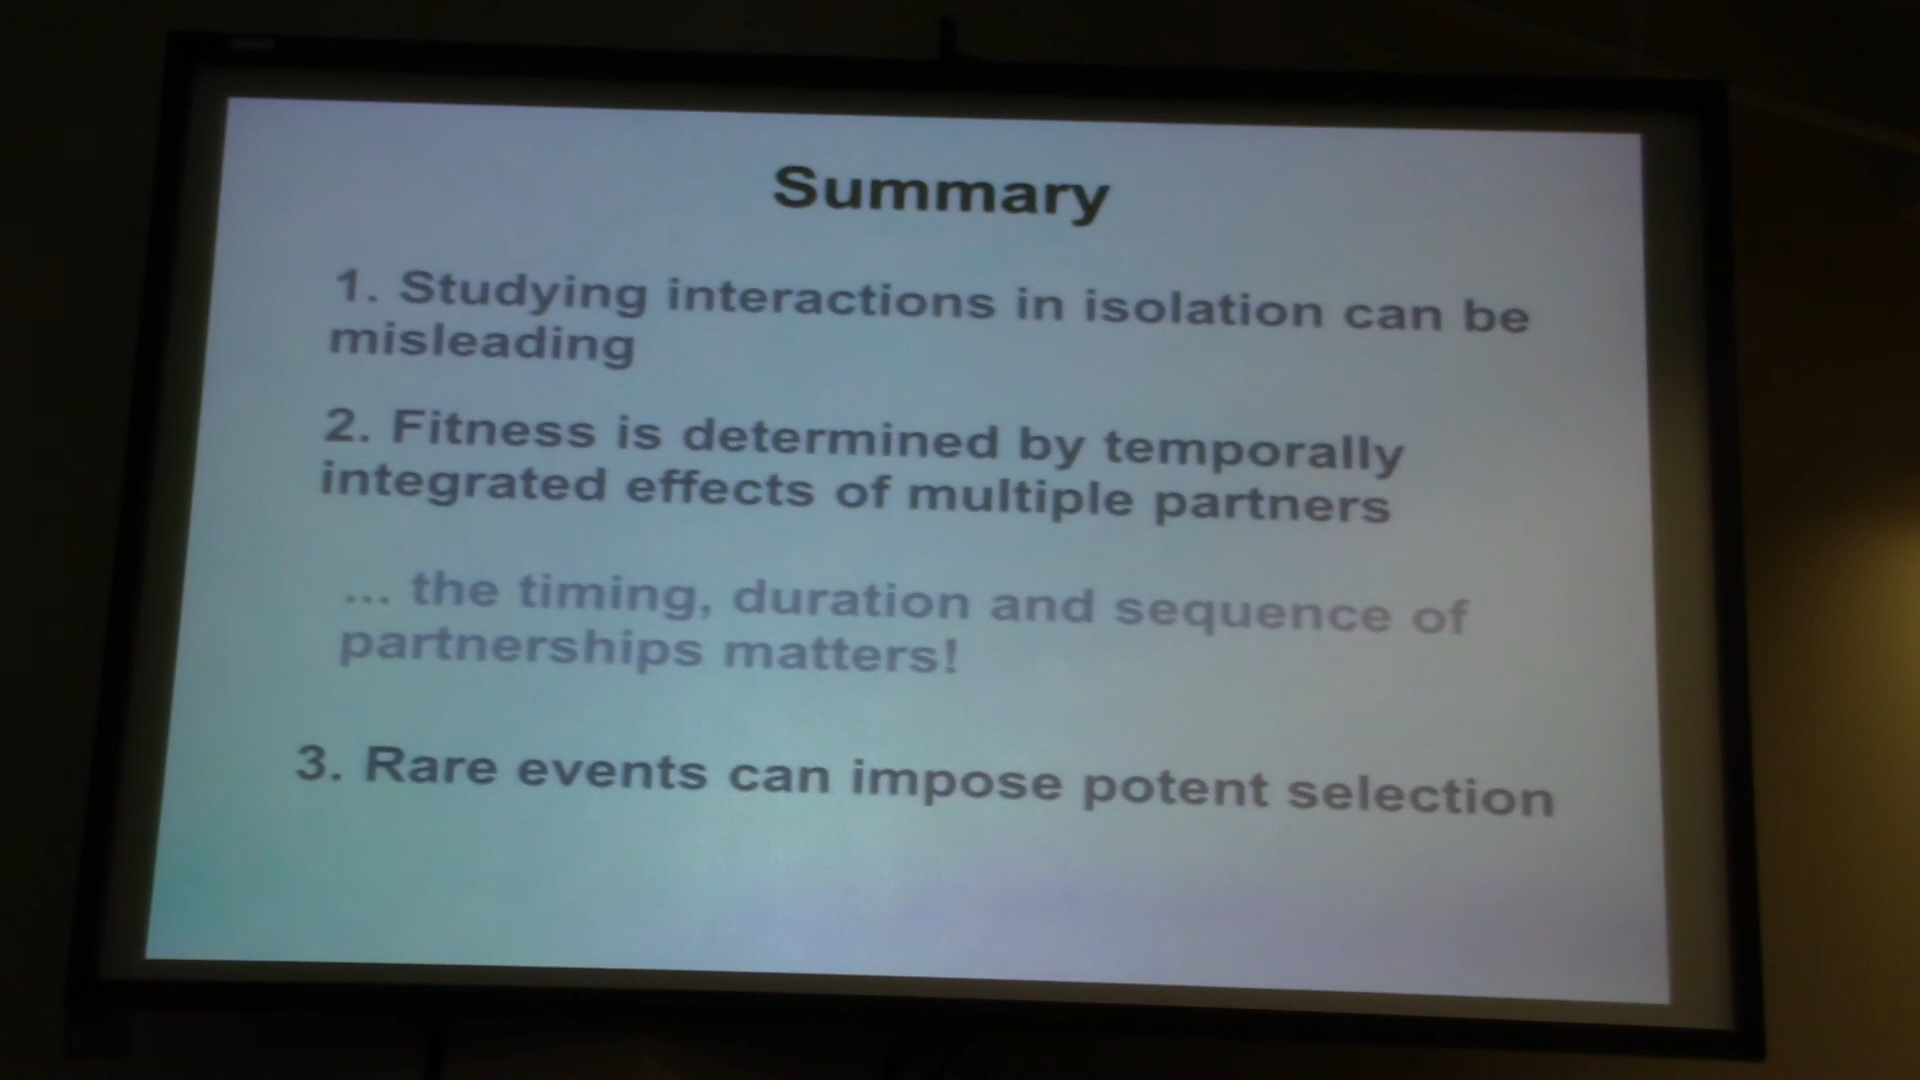 Summary
1. Studying interactions in isolation can be
misleading
2. Fitness is determined by temporally
integrated effects of multiple partners
... the timing, duration and sequence of
partnerships matters!
3. Rare events can impose potent selection